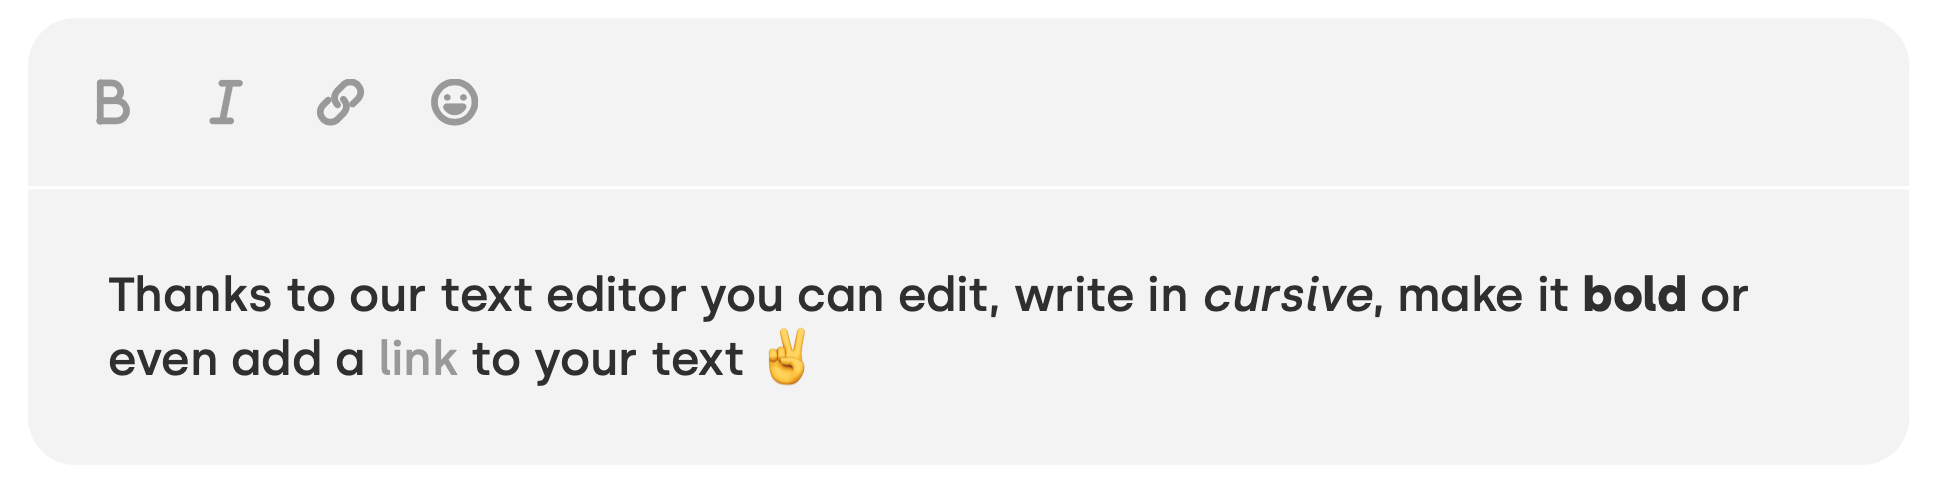 B I
Thanks to our text editor you can edit, write in cursive, make it bold or
even add a link to your text ✌️